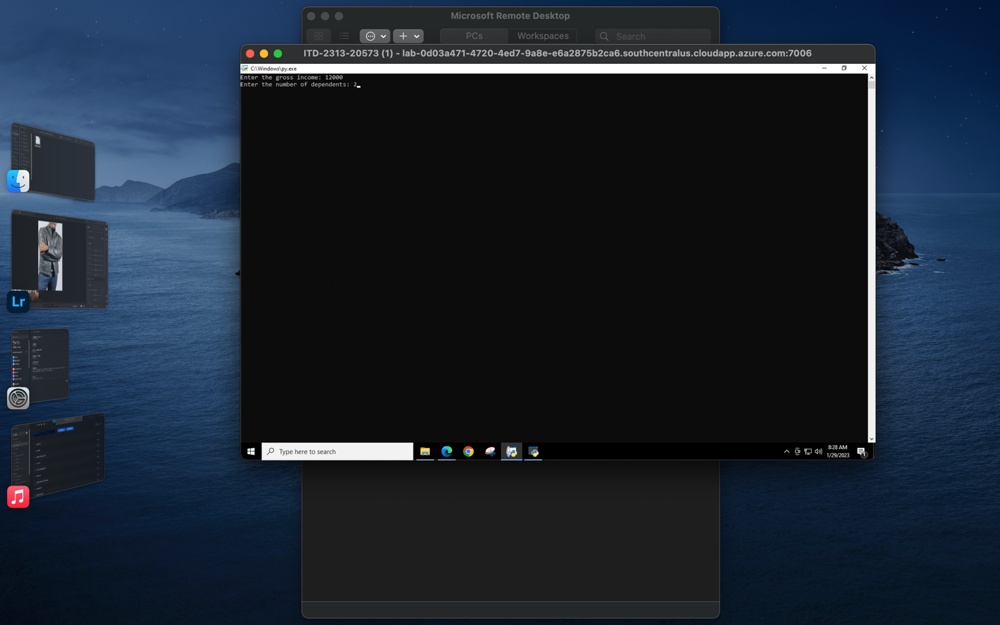 Microsoft Remote Desktop
PCs
Workspaces
Search
ITD-2313-20573 (1) - lab-0d03a471-4720-4ed7-9a8e-e6a2875b2ca6.southcentralus.cloudapp.azure.com:7006
C:\Windows\py.exe
Enter the gross income: 12000
Enter the number of dependents: 2
Lr
Type here to search
8:28 AM
1/29/2023
1